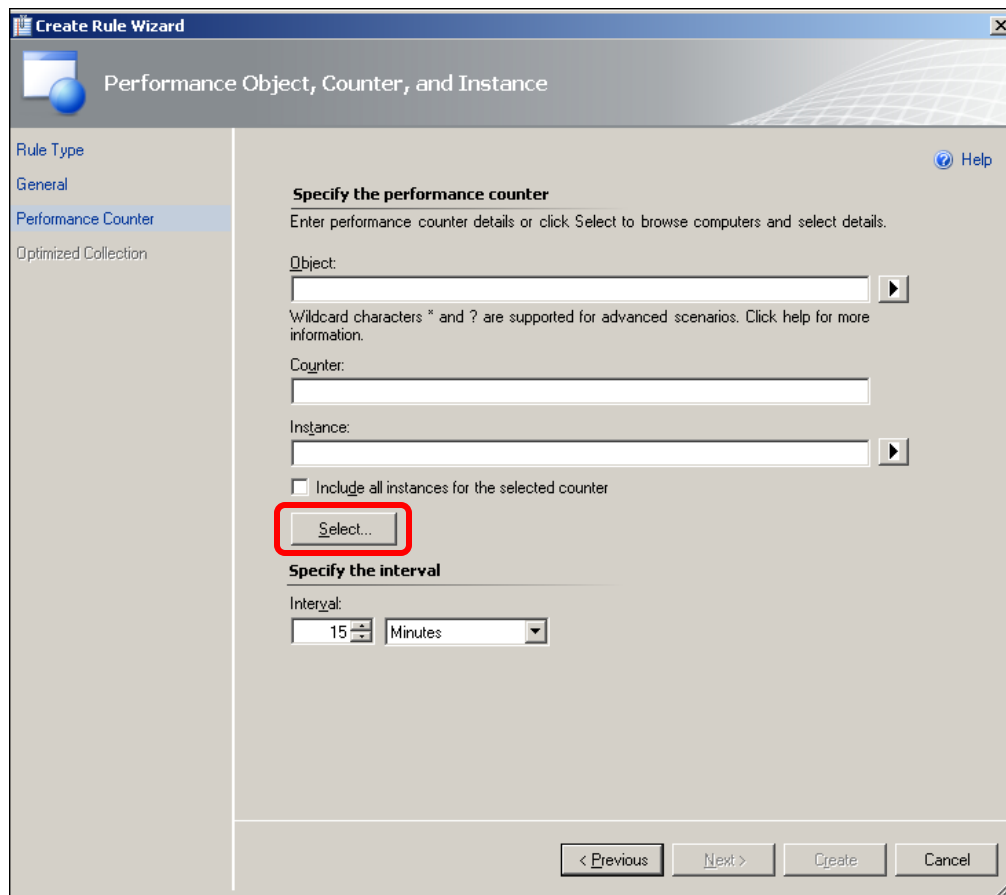 Create Rule Wizard
Performance Object, Counter, and Instance
Rule Type
General
Performance Counter
Optimized Collection
Help
Specify the performance counter
Enter performance counter details or click Select to browse computers and select details.
Object:
Wildcard characters * and ? are supported for advanced scenarios. Click help for more
information.
Counter:
Instance:
Include all instances for the selected counter
Select...
Specify the interval
Interval:
15 Minutes
< Previous Next > Create Cancel